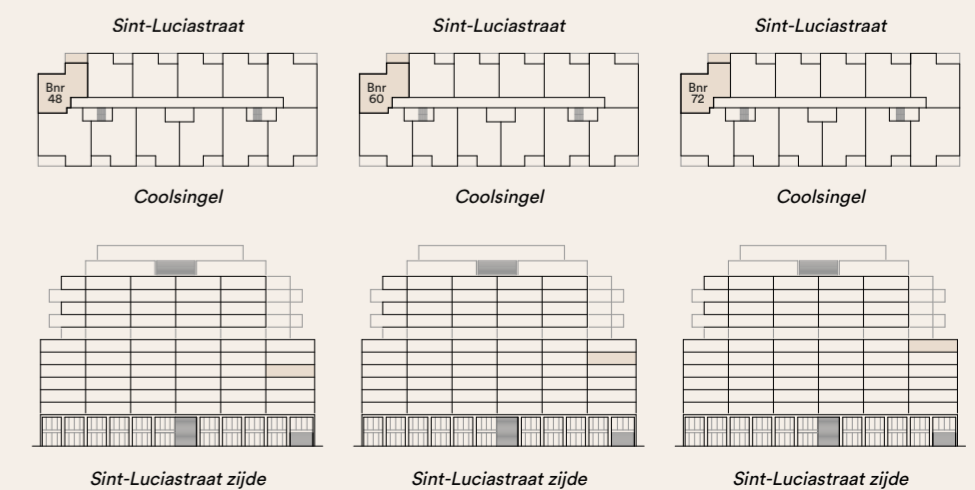 Sint-Luciastraat
Sint-Luciastraat
Sint-Luciastraat
Bnr
48
Bnr
60
Bnr
72
Coolsingel
Coolsingel
Coolsingel
Sint-Luciastraat zijde
Sint-Luciastraat zijde
Sint-Luciastraat zijde